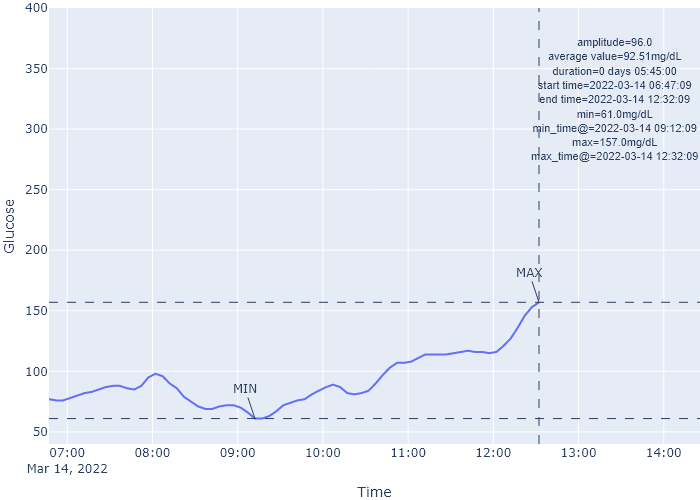 400
350
300
250
200
150
100
50
Glucose
amplitude=96.0
average value=92.51mg/dL
duration=0 days 05:45:00
start time=2022-03-14 06:47:09
end time=2022-03-14 12:32:09
min=61.0mg/dL
min_time@=2022-03-14 09:12:09
max=157.0mg/dL
max_time@=2022-03-14 12:32:09
MAX
MIN
07:00 08:00 09:00 10:00 11:00 12:00 13:00 14:00
Mar 14, 2022
Time